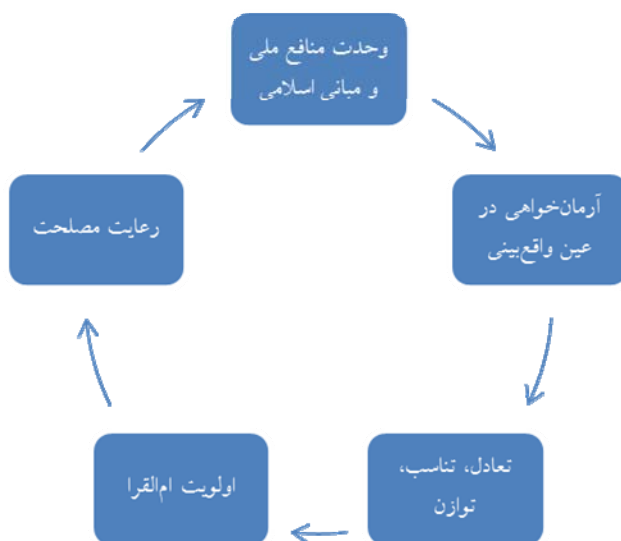 وحدت منافع ملی
و مبانی اسلامی
آرمان‌خواهی در
عین واقع‌بینی
تعادل، تناسب،
توازن
اولویت ام‌القرا
رعایت مصلحت